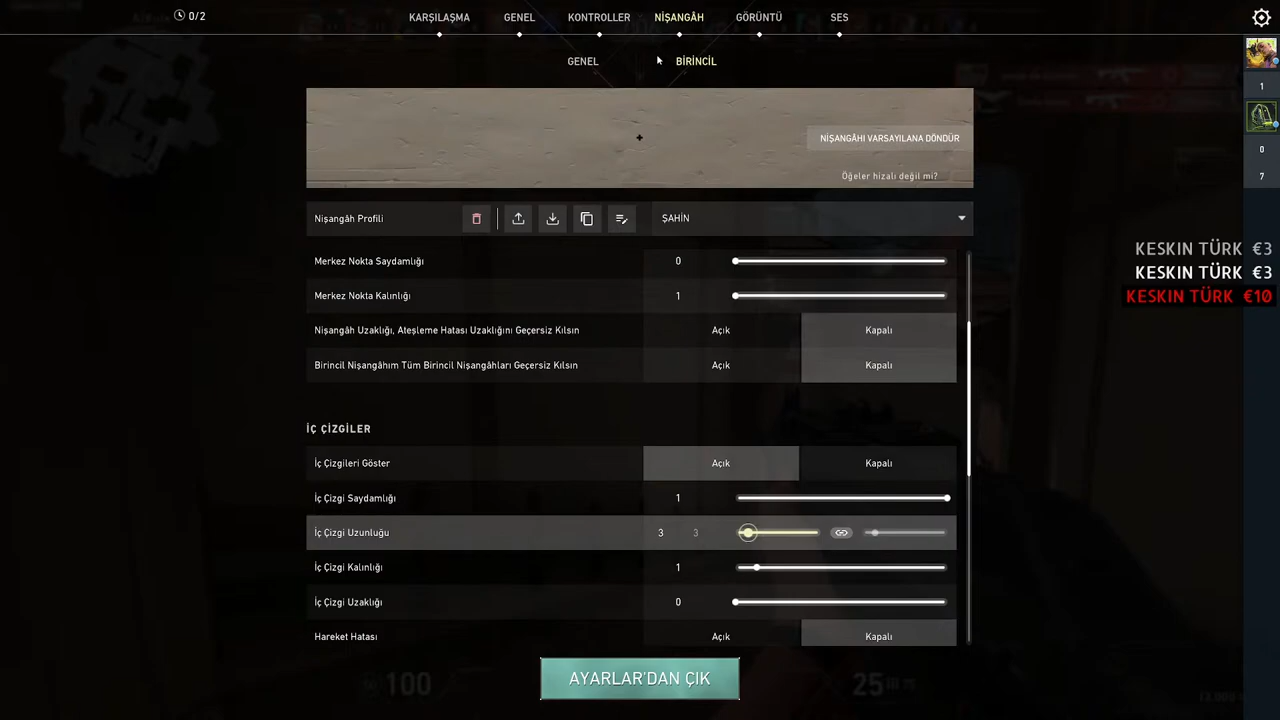 0/2
KARŞILAŞMA
GENEL
KONTROLLER
NİŞANGÂH
GÖRÜNTÜ
SES
GENEL
BİRİNCİL
NİŞANGÂHI VARSAYILANA DÖNDÜR
Öğeler hizalı değil mi?
Nişangâh Profili
ŞAHİN
Merkez Nokta Saydamlığı 0
Merkez Nokta Kalınlığı 1
Nişangâh Uzaklığı, Ateşleme Hatası Uzaklığını Geçersiz Kılsın Açık Kapalı
Birincil Nişangâhım Tüm Birincil Nişangâhları Geçersiz Kılsın Açık Kapalı
İÇ ÇİZGİLER
İç Çizgileri Göster Açık Kapalı
İç Çizgi Saydamlığı 1
İç Çizgi Uzunluğu 3 3
İç Çizgi Kalınlığı 1
İç Çizgi Uzaklığı 0
Hareket Hatası Açık Kapalı
AYARLAR'DAN ÇIK
100
25
1
0
7
KESKIN TÜRK €3
KESKIN TÜRK €3
KESKIN TÜRK €10